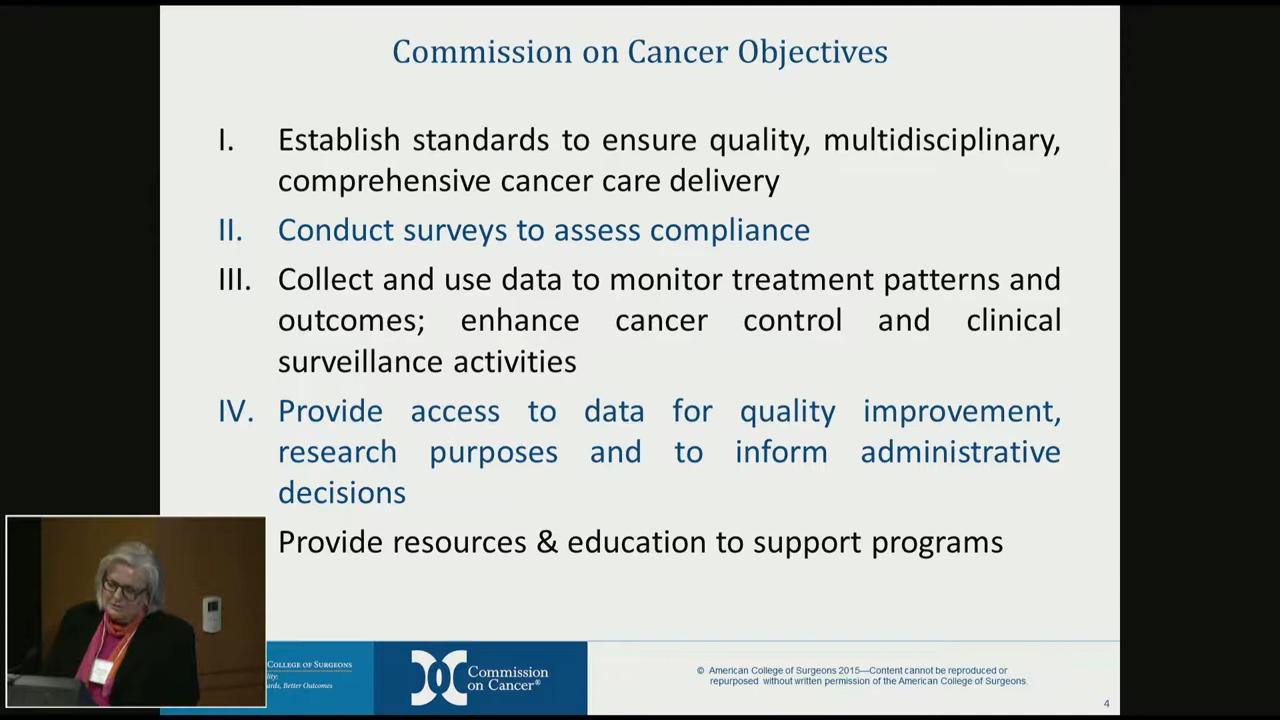 Commission on Cancer Objectives
I. Establish standards to ensure quality, multidisciplinary,
comprehensive cancer care delivery
II. Conduct surveys to assess compliance
III. Collect and use data to monitor treatment patterns and
outcomes; enhance cancer control and clinical
surveillance activities
IV. Provide access to data for quality improvement,
research purposes and to inform administrative
decisions
Provide resources & education to support programs
COLLEGE OF SURGEONS
Better Outcomes
Commission
on Cancer®
© American College of Surgeons 2015—Content cannot be reproduced or
repurposed without written permission of the American College of Surgeons.
4